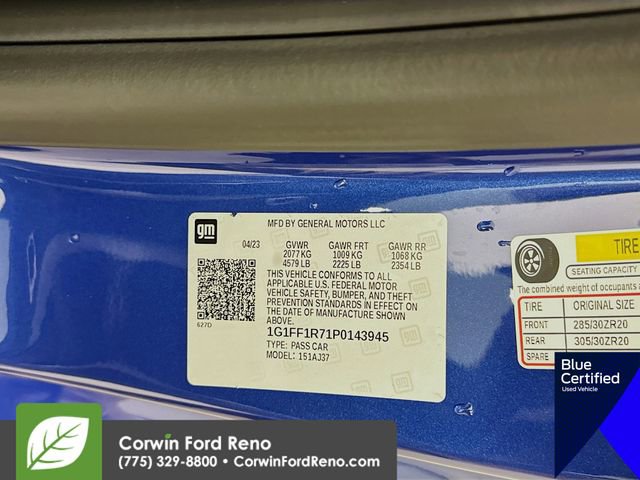 gm
MFD BY GENERAL MOTORS LLC
04/23 GVWR GAWR FRT GAWR RR
2077 KG 1009 KG 1068 KG
4579 LB 2225 LB 2354 LB
THIS VEHICLE CONFORMS TO ALL
APPLICABLE U.S. FEDERAL MOTOR
VEHICLE SAFETY, BUMPER, AND THEFT
PREVENTION STANDARDS IN EFFECT ON
THE DATE OF MANUFACTURE SHOWN
ABOVE.
627D
1G1FF1R71P0143945
TYPE: PASS CAR
MODEL: 151AJ37
TIRE
SEATING CAPACITY
The combined weight of occupants a
TIRE ORIGINAL SIZE
FRONT 285/30ZR20
REAR 305/30ZR20
SPARE
Blue
Certified
Used Vehicle
Corwin Ford Reno
(775) 329-8800 • CorwinFordReno.com